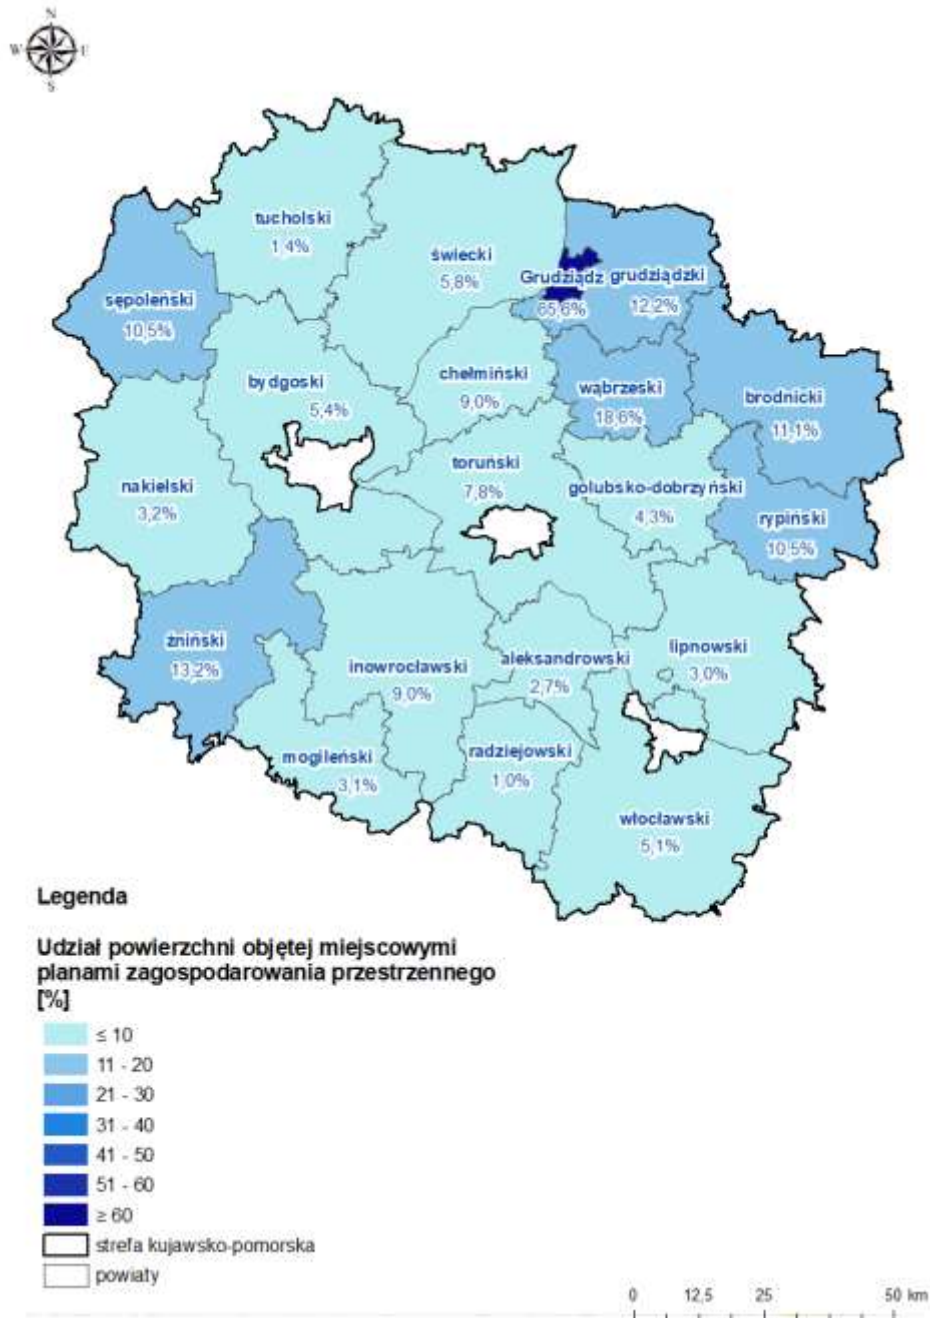 N
W E
S
tucholski
1,4%
świecki
5,8%
Grudziądz
65,6%
grudziądzki
12,2%
sępoleński
10,5%
bydgoski
5,4%
chełmiński
9,0%
wąbrzeski
18,6%
brodnicki
11,1%
nakielski
3,2%
toruński
7,8%
golubsko-dobrzyński
4,3%
rypiński
10,5%
żniński
13,2%
inowrocławski
9,0%
aleksandrowski
2,7%
lipnowski
3,0%
mogileński
3,1%
radziejowski
1,0%
włocławski
5,1%
Legenda
Udział powierzchni objętej miejscowymi
planami zagospodarowania przestrzennego
[%]
≤ 10
11 - 20
21 - 30
31 - 40
41 - 50
51 - 60
≥ 60
strefa kujawsko-pomorska
powiaty
0 12,5 25 50 km